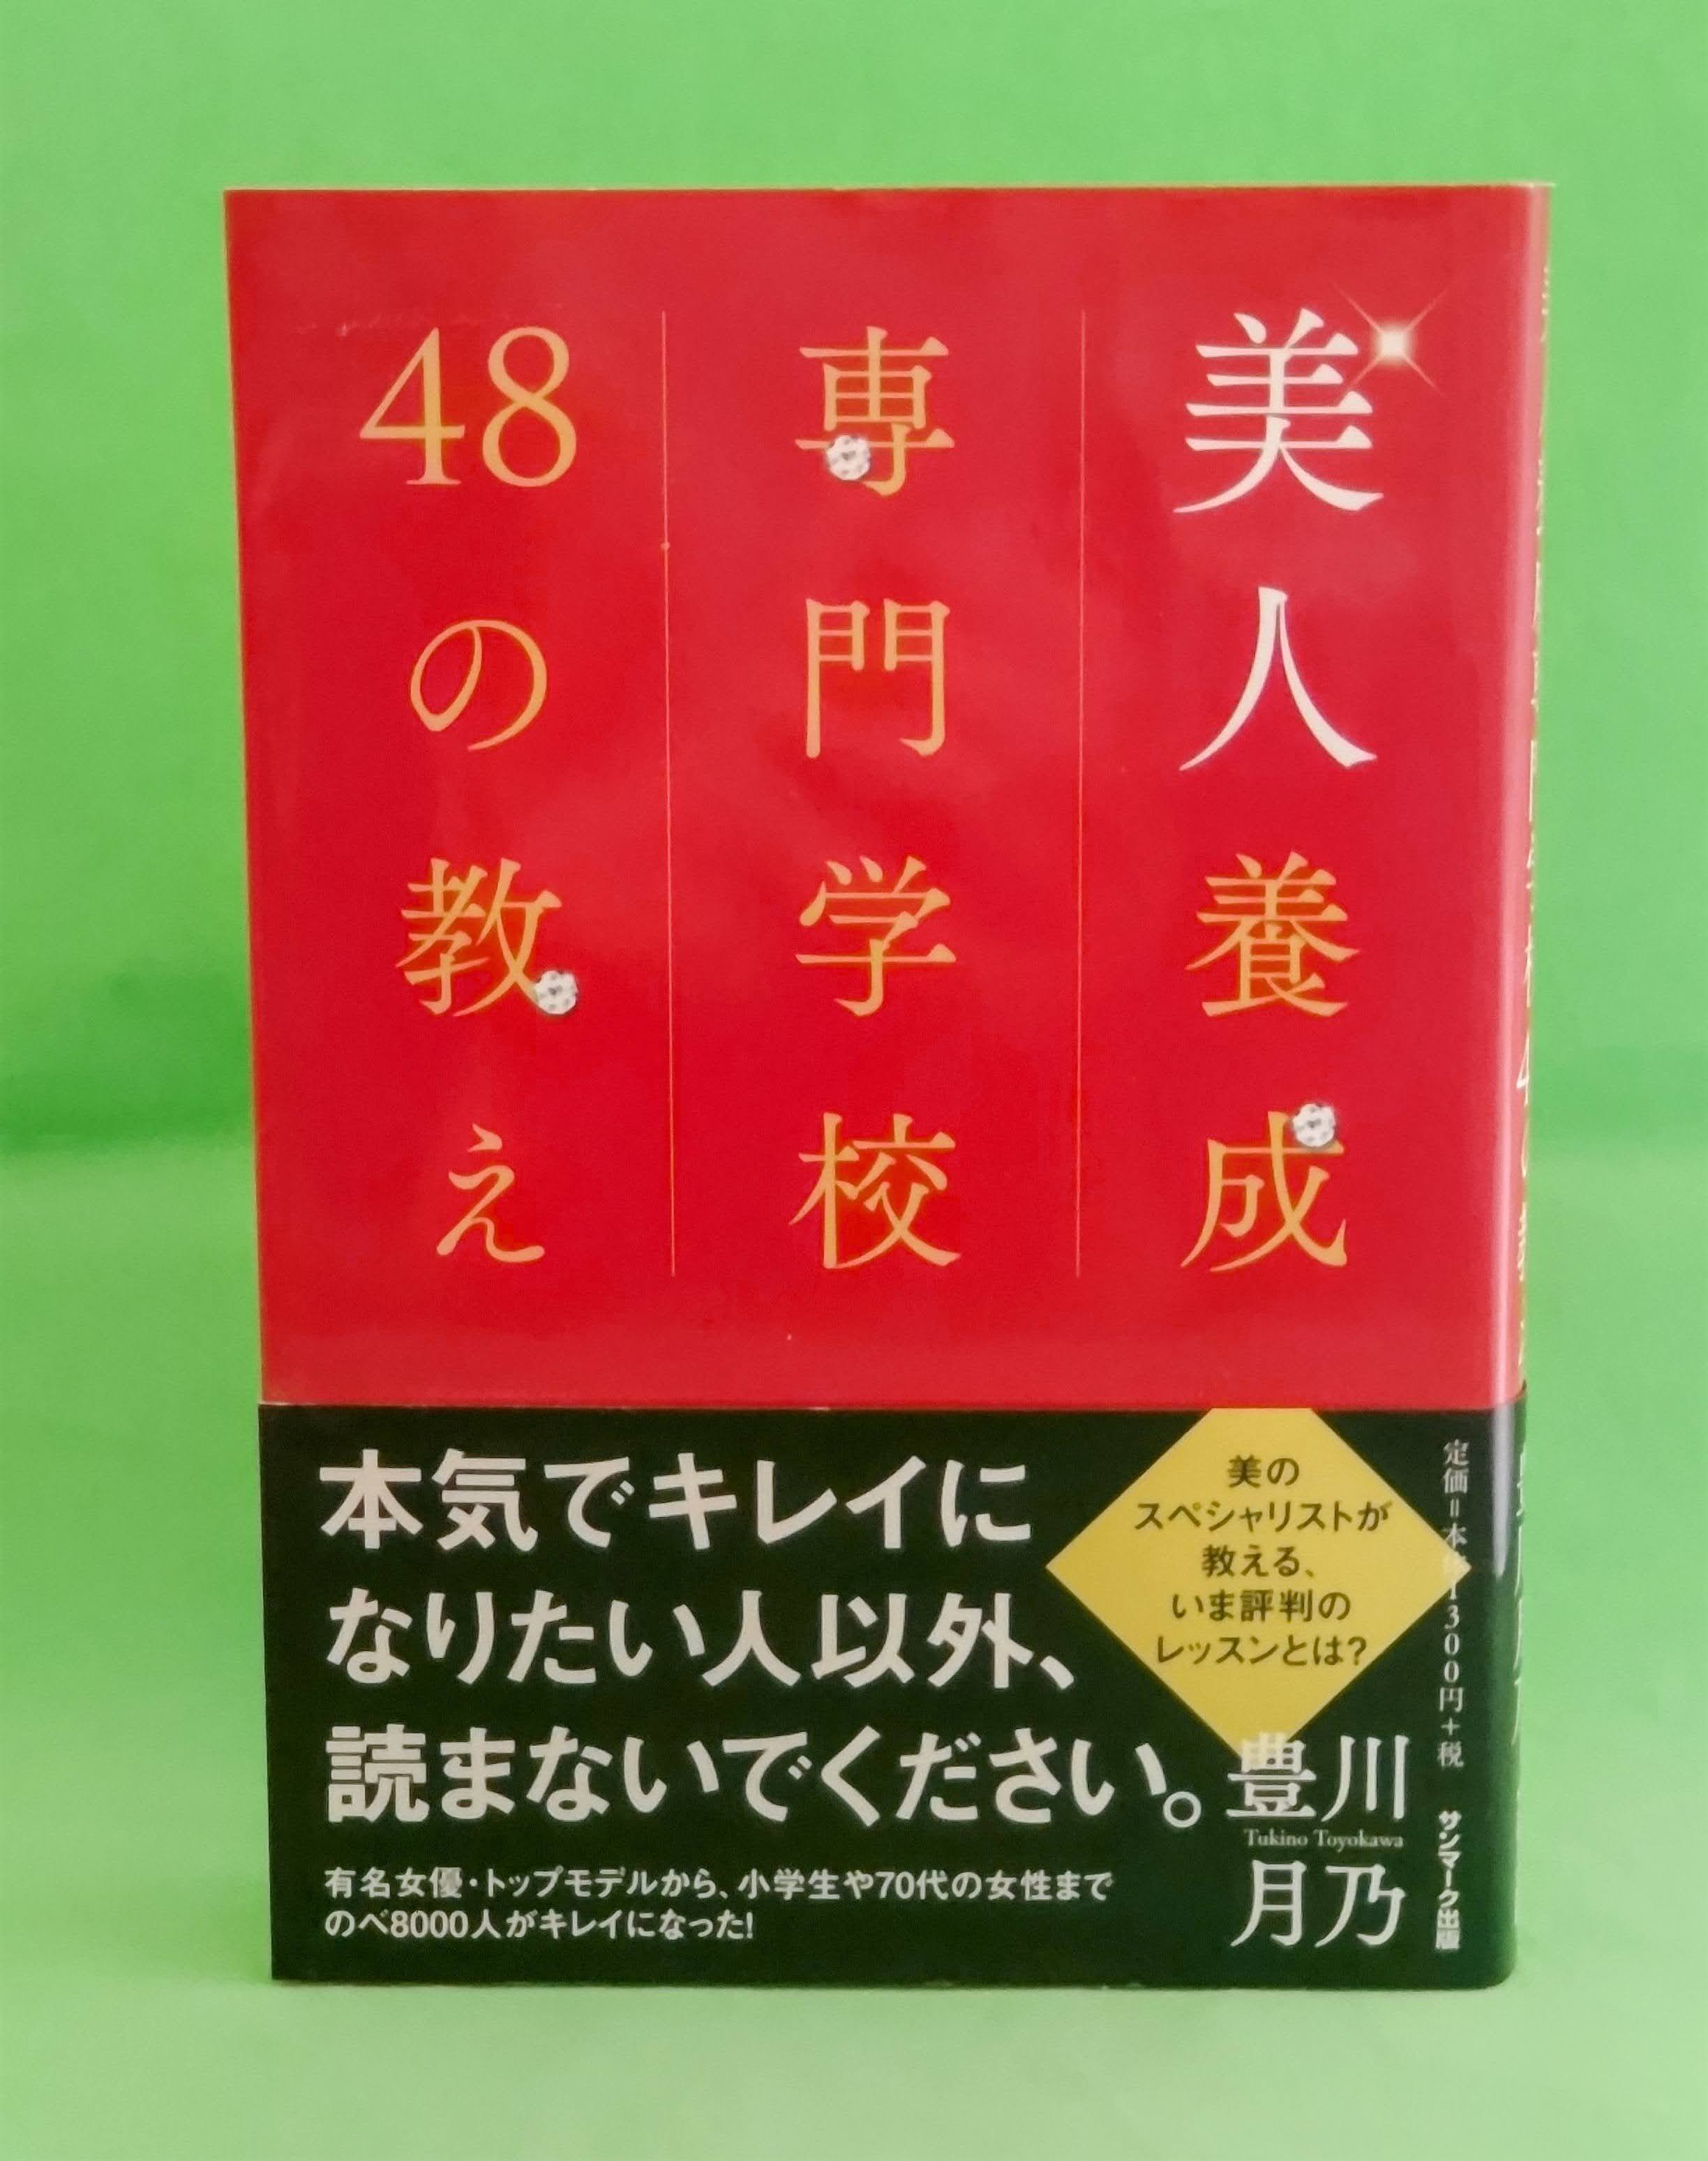 美人養成
専門学校
48の教え
本気でキレイに
なりたい人以外、
読まないでください。
有名女優・トップモデルから、小学生や70代の女性まで
のべ8000人がキレイになった!
美の
スペシャリストが
教える、
いま評判の
レッスンとは?
豊川
Tukino Toyokawa
月乃
定価=本体1300円+税
サンマーク出版